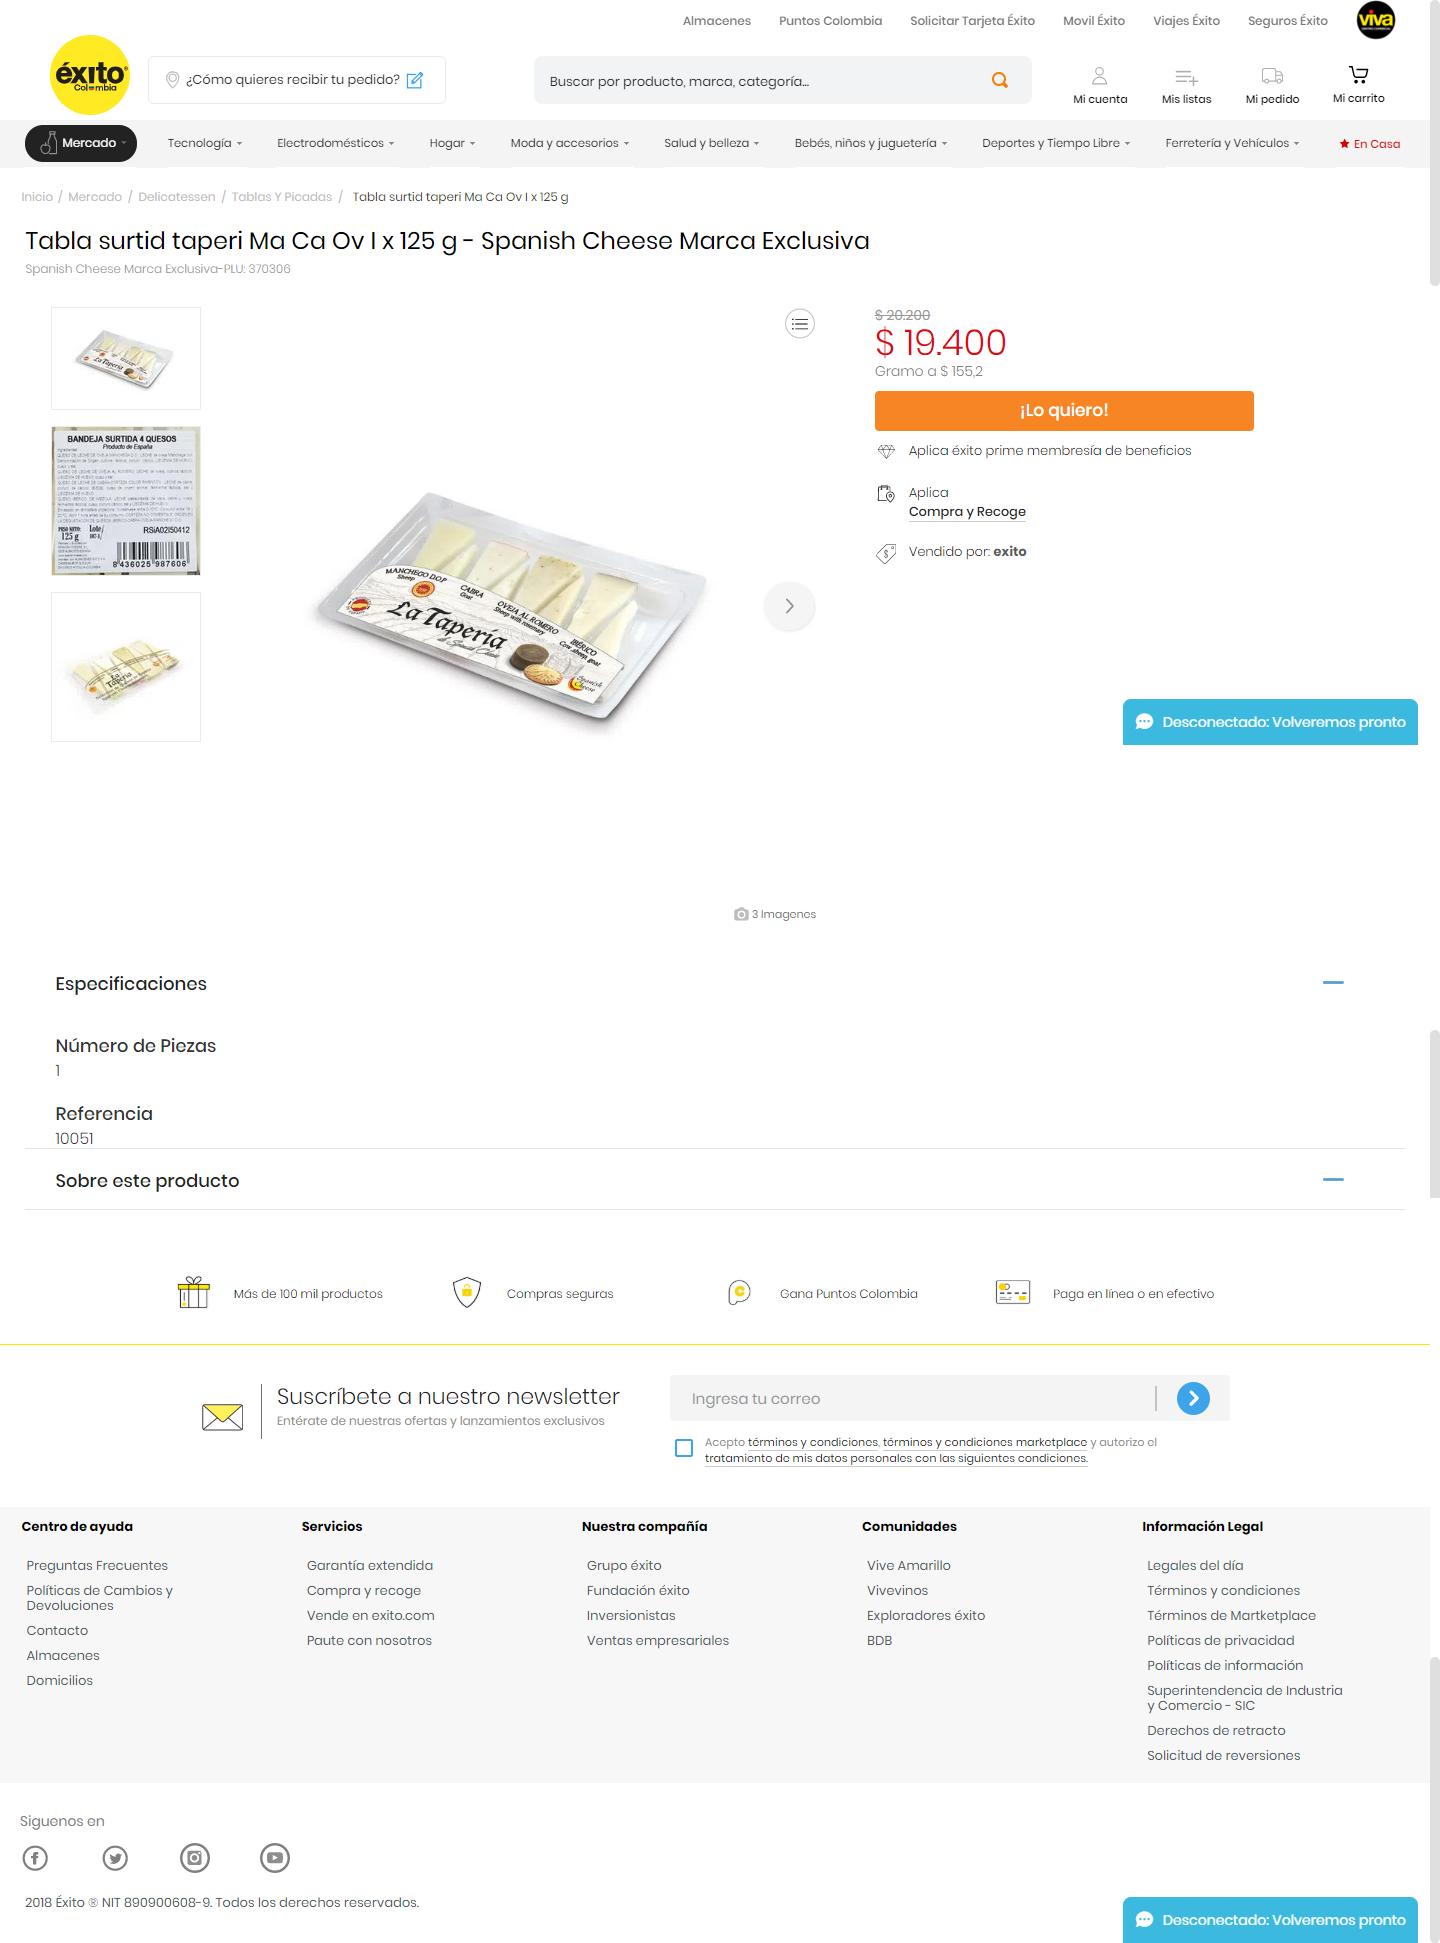 Almacenes Puntos Colombia Solicitar Tarjeta Éxito Movil Éxito Viajes Éxito Seguros Éxito viva
éxito
Colombia
¿Cómo quieres recibir tu pedido?
Buscar por producto, marca, categoría...
Mi cuenta Mis listas Mi pedido Mi carrito
Mercado Tecnología Electrodomésticos Hogar Moda y accesorios Salud y belleza Bebés, niños y juguetería Deportes y Tiempo Libre Ferretería y Vehículos En Casa
Inicio / Mercado / Delicatessen / Tablas Y Picadas / Tabla surtid taperi Ma Ca Ov I x 125 g
Tabla surtid taperi Ma Ca Ov I x 125 g - Spanish Cheese Marca Exclusiva
Spanish Cheese Marca Exclusiva-PLU: 370306
La Tapería
BANDEJA SURTIDA 4 QUESOS
Producto de España
PESO NETO:
125 g
Lote/
RSIA02I50412
8 436025 987606
La Tapería
MANCHEGO D.O.P
Sheep
CABRA
Goat
OVEJA AL ROMERO
Sheep with rosemary
IBÉRICO
Cow, sheep, goat
La Tapería
de Spanish Cheese
Spanish Cheese
$ 20.200
$ 19.400
Gramo a $ 155,2
¡Lo quiero!
Aplica éxito prime membresía de beneficios
Aplica
Compra y Recoge
Vendido por: exito
Desconectado: Volveremos pronto
3 Imagenes
Especificaciones
Número de Piezas
1
Referencia
10051
Sobre este producto
Más de 100 mil productos Compras seguras Gana Puntos Colombia Paga en línea o en efectivo
Suscríbete a nuestro newsletter
Entérate de nuestras ofertas y lanzamientos exclusivos
Ingresa tu correo
Acepto términos y condiciones, términos y condiciones marketplace y autorizo el
tratamiento de mis datos personales con las siguientes condiciones.
Centro de ayuda
Preguntas Frecuentes
Políticas de Cambios y
Devoluciones
Contacto
Almacenes
Domicilios
Servicios
Garantía extendida
Compra y recoge
Vende en exito.com
Paute con nosotros
Nuestra compañía
Grupo éxito
Fundación éxito
Inversionistas
Ventas empresariales
Comunidades
Vive Amarillo
Vivevinos
Exploradores éxito
BDB
Información Legal
Legales del día
Términos y condiciones
Términos de Martketplace
Políticas de privacidad
Políticas de información
Superintendencia de Industria
y Comercio - SIC
Derechos de retracto
Solicitud de reversiones
Siguenos en
2018 Éxito ® NIT 890900608-9. Todos los derechos reservados.
Desconectado: Volveremos pronto